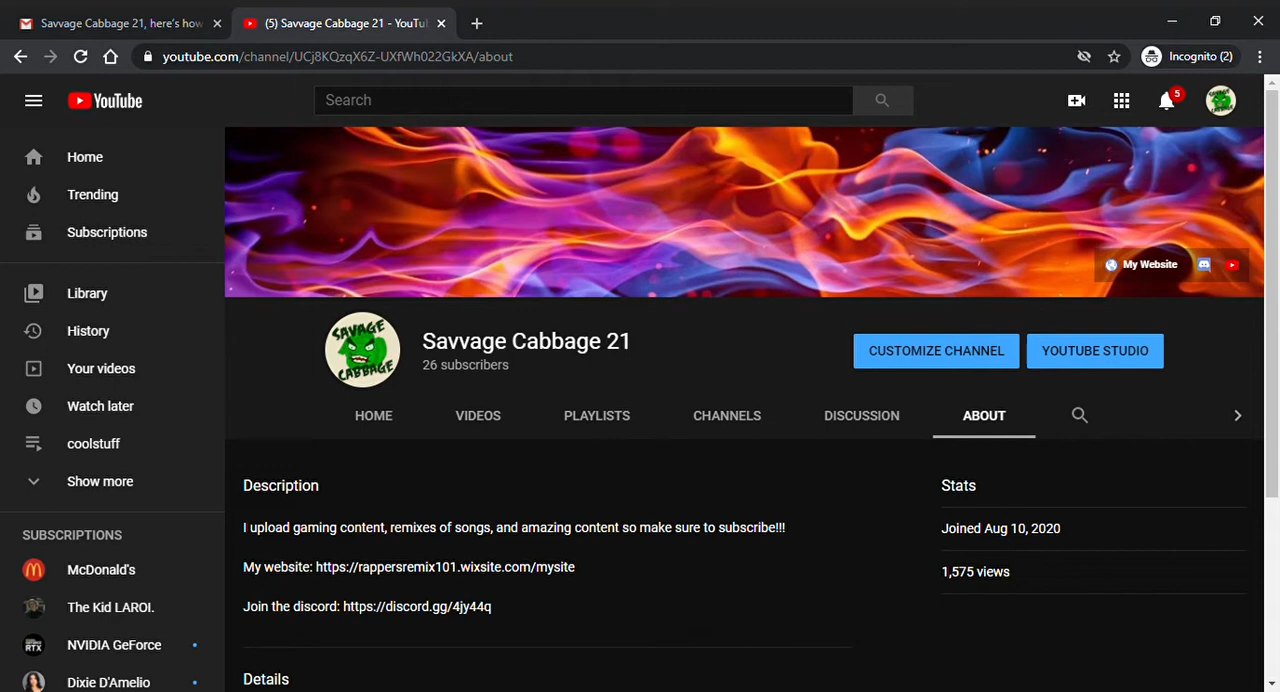 Savvage Cabbage 21, here's how
(5) Savvage Cabbage 21 - YouTu
youtube.com/channel/UCj8KQzqX6Z-UXfWh022GkXA/about
Incognito (2)
YouTube
Search
5
Home
Trending
Subscriptions
Library
History
Your videos
Watch later
coolstuff
Show more
SUBSCRIPTIONS
McDonald's
The Kid LAROI.
NVIDIA GeForce
Dixie D'Amelio
My Website
SAVAGE
CABBAGE
Savvage Cabbage 21
26 subscribers
CUSTOMIZE CHANNEL
YOUTUBE STUDIO
HOME
VIDEOS
PLAYLISTS
CHANNELS
DISCUSSION
ABOUT
Description
I upload gaming content, remixes of songs, and amazing content so make sure to subscribe!!!
My website: https://rappersremix101.wixsite.com/mysite
Join the discord: https://discord.gg/4jy44q
Details
Stats
Joined Aug 10, 2020
1,575 views